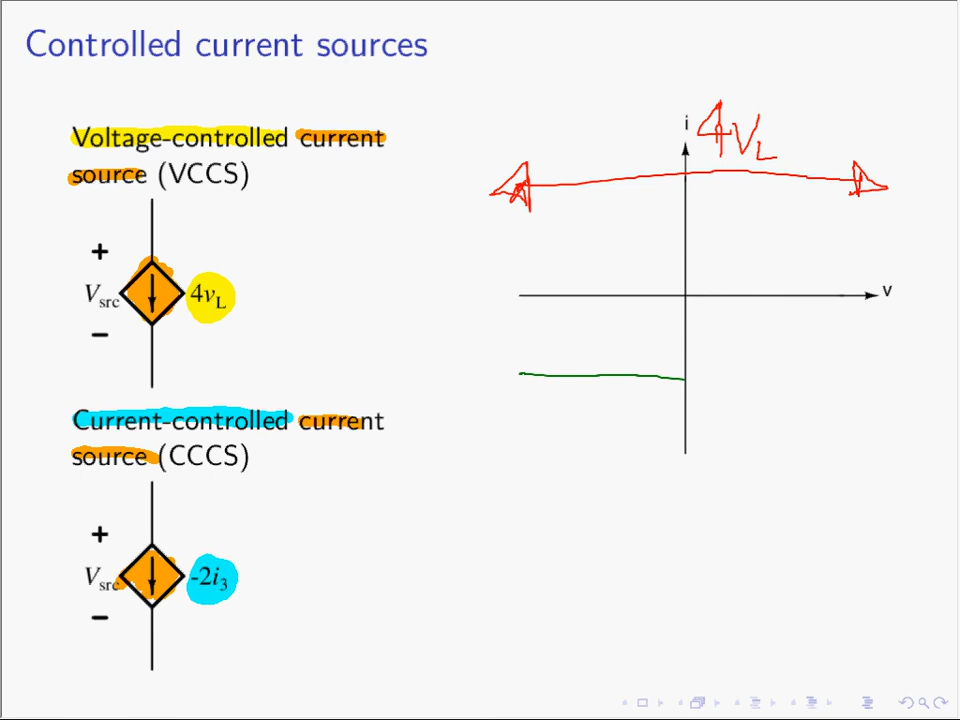 Controlled current sources
Voltage-controlled current
source (VCCS)
+
Vsrc
4vL
−
Current-controlled current
source (CCCS)
+
Vsrc
-2i3
−
i
4VL
v